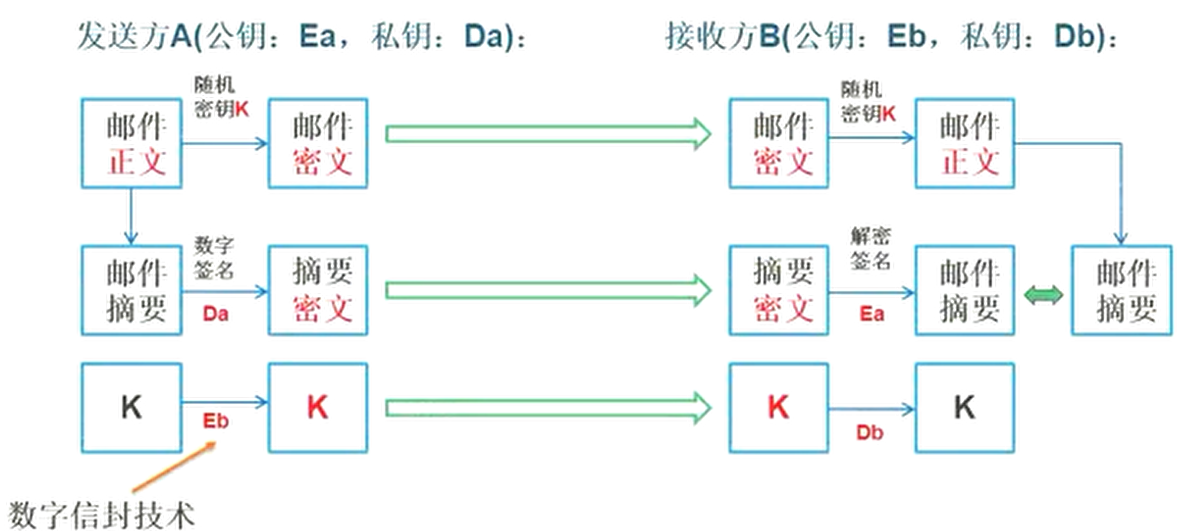 发送方A(公钥：Ea，私钥：Da)：
接收方B(公钥：Eb，私钥：Db)：
随机
密钥K
邮件
正文
邮件
密文
随机
密钥K
邮件
密文
邮件
正文
数字
签名
Da
邮件
摘要
摘要
密文
解密
签名
Ea
摘要
密文
邮件
摘要
邮件
摘要
K
Eb
K
K
Db
K
数字信封技术